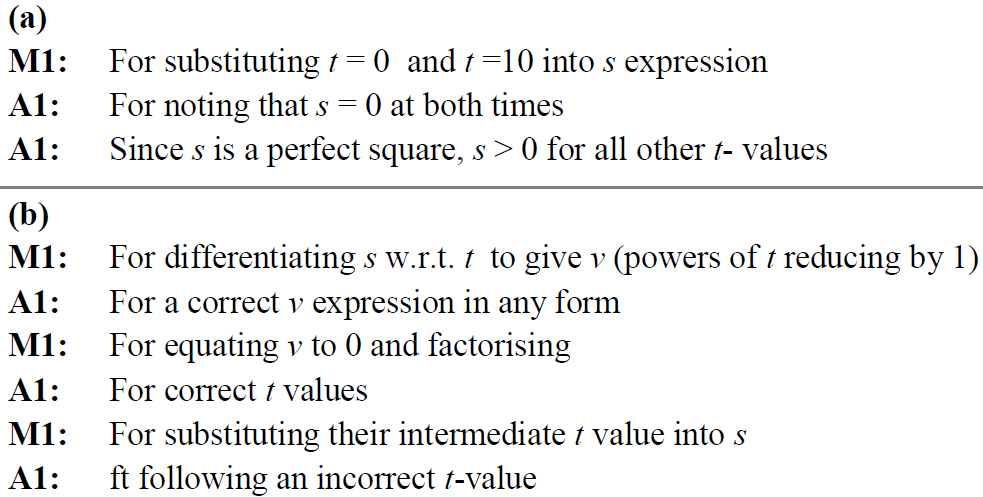 (a)
M1: For substituting t = 0 and t =10 into s expression
A1: For noting that s = 0 at both times
A1: Since s is a perfect square, s > 0 for all other t- values
(b)
M1: For differentiating s w.r.t. t to give v (powers of t reducing by 1)
A1: For a correct v expression in any form
M1: For equating v to 0 and factorising
A1: For correct t values
M1: For substituting their intermediate t value into s
A1: ft following an incorrect t-value